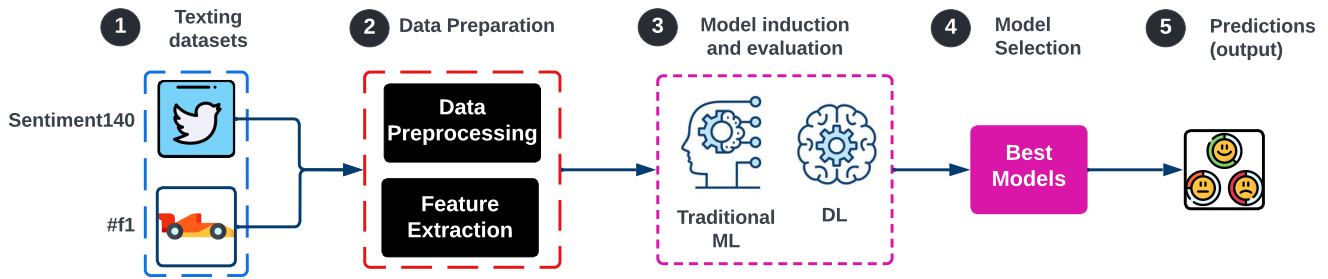 1
Texting
datasets
2
Data Preparation
3
Model induction
and evaluation
4
Model
Selection
5
Predictions
(output)
Sentiment140
#f1
Data
Preprocessing
Feature
Extraction
Traditional
ML
DL
Best
Models